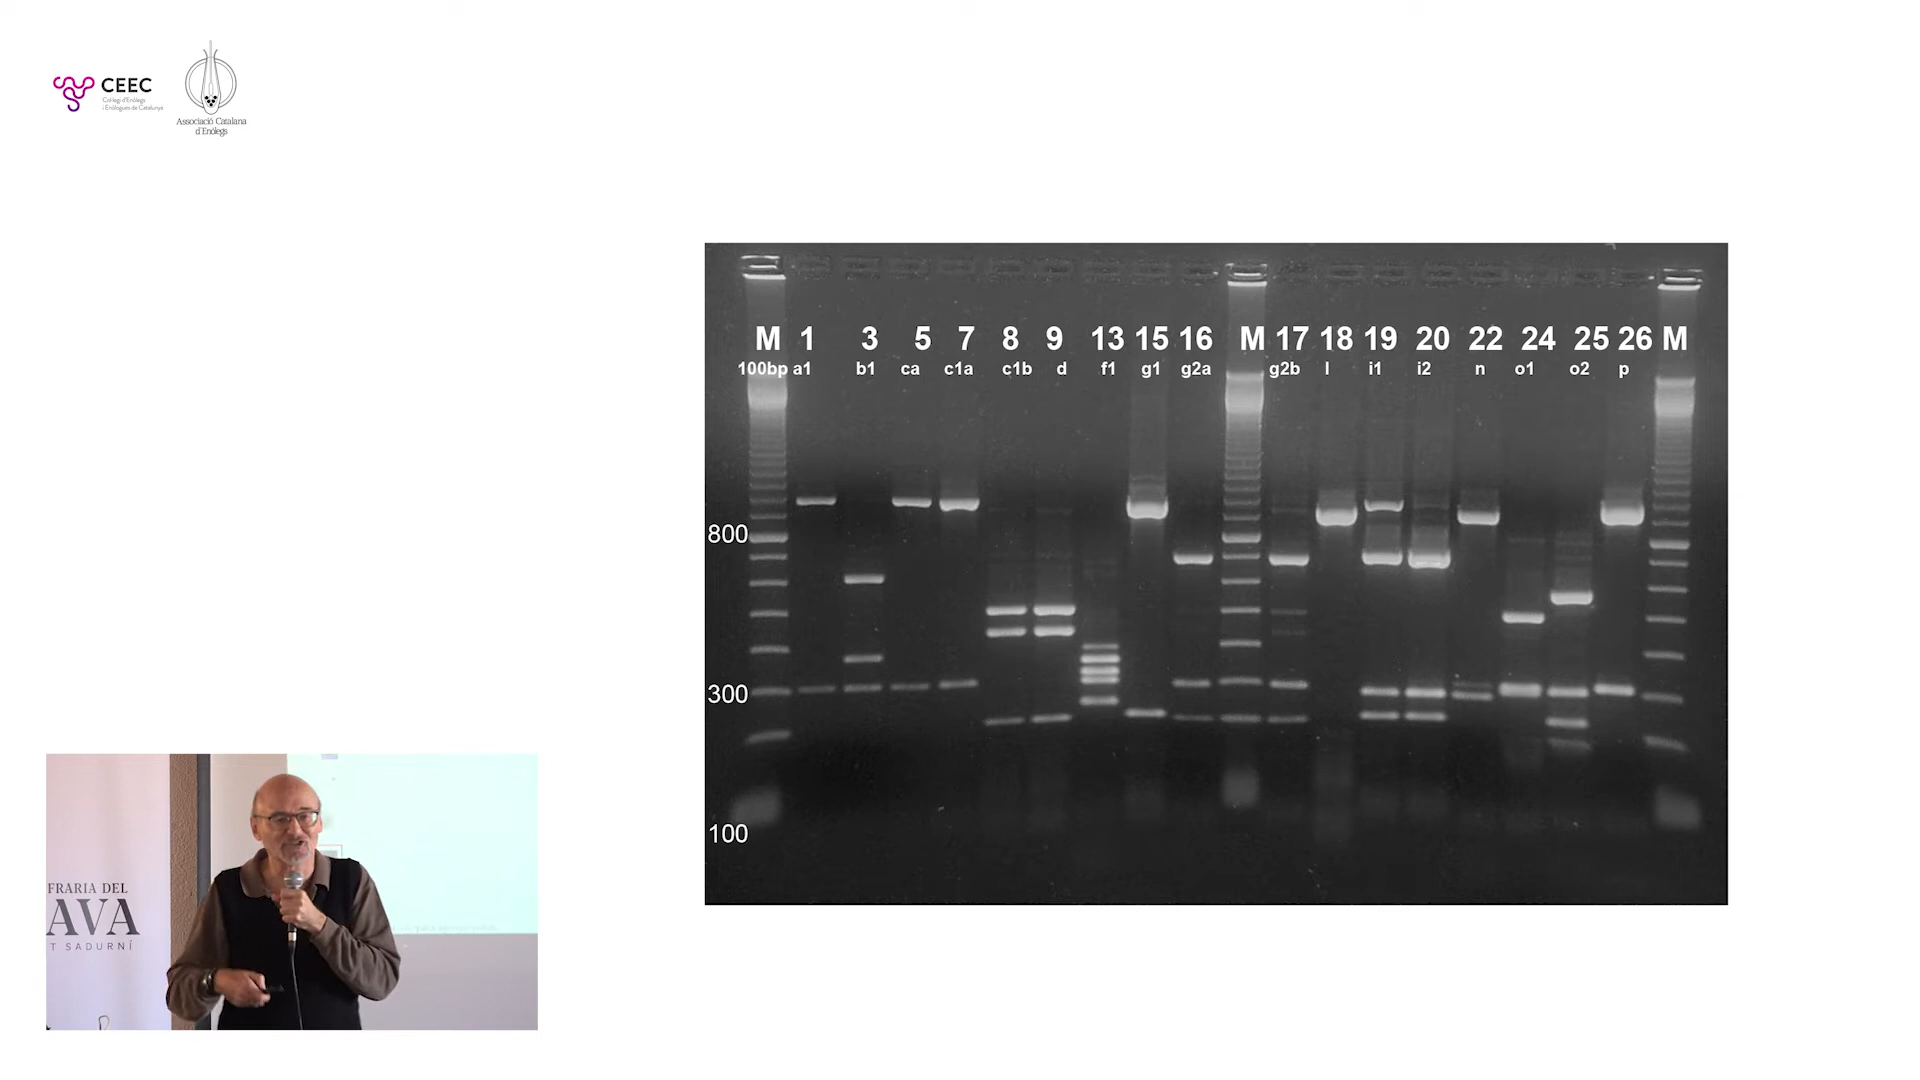 CEEC
Col·legi d'Enòlegs
i Enòlogues de Catalunya
Associació Catalana
d'Enòlegs
M 1 3 5 7 8 9 13 15 16 M 17 18 19 20 22 24 25 26 M
100bp a1 b1 ca c1a c1b d f1 g1 g2a g2b l i1 i2 n o1 o2 p
800
300
100
FRARIA DEL
AVA
T SADURNÍ